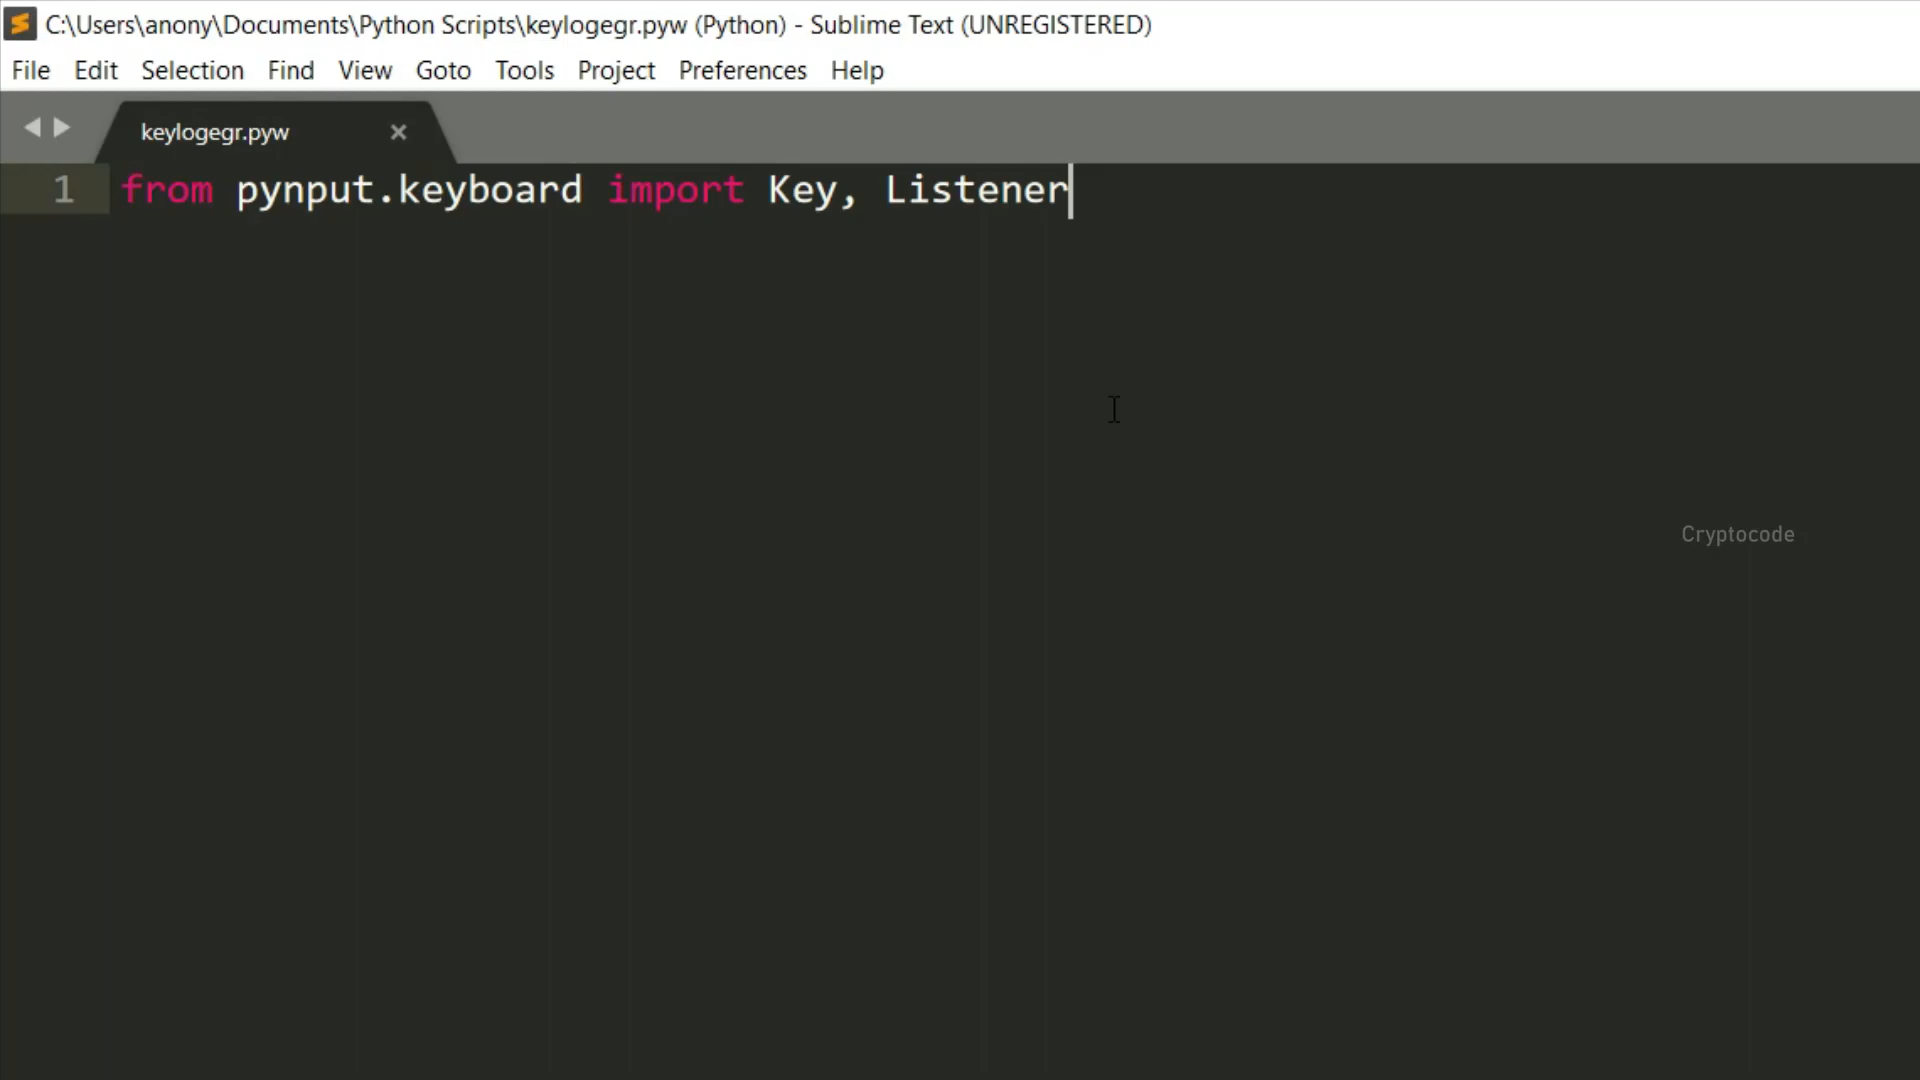 C:\Users\anony\Documents\Python Scripts\keylogegr.pyw (Python) - Sublime Text (UNREGISTERED)
File Edit Selection Find View Goto Tools Project Preferences Help
keylogegr.pyw
1 from pynput.keyboard import Key, Listener
Cryptocode